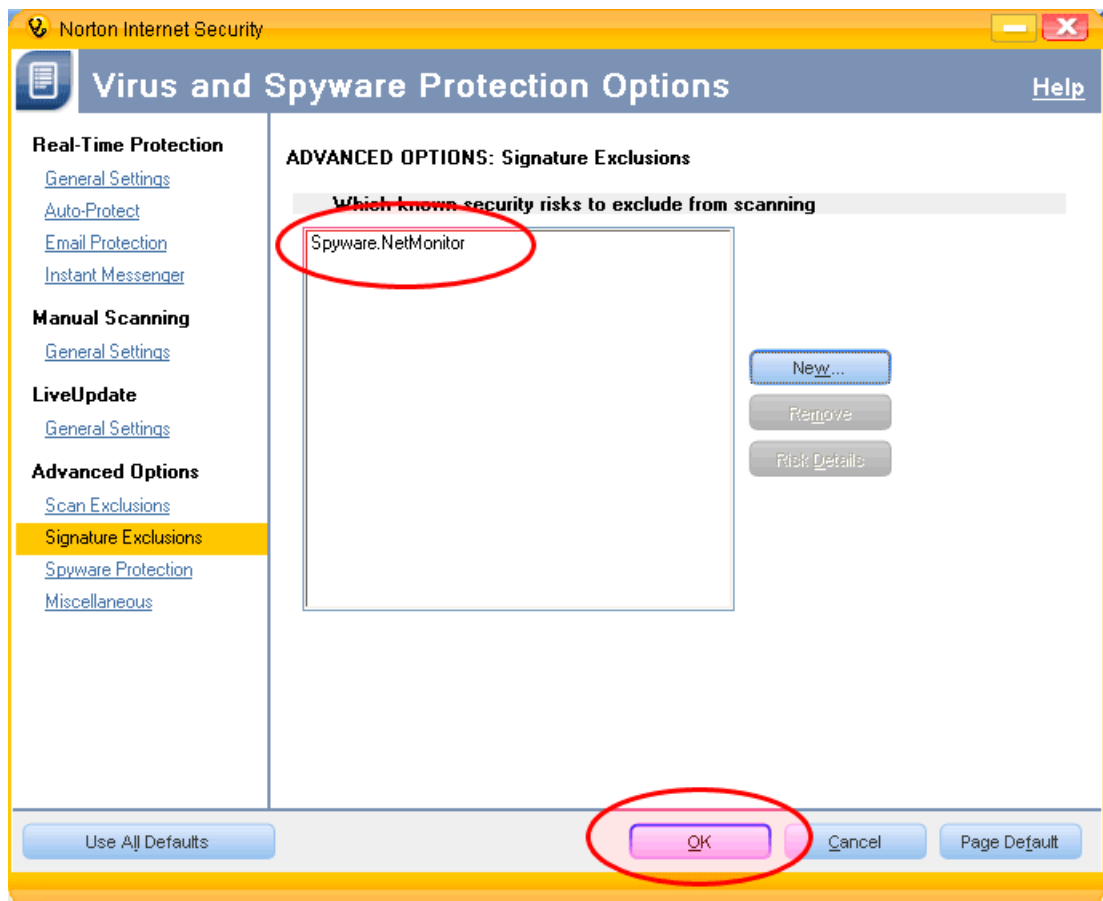 Norton Internet Security
Virus and Spyware Protection Options
Help
Real-Time Protection
General Settings
Auto-Protect
Email Protection
Instant Messenger
Manual Scanning
General Settings
LiveUpdate
General Settings
Advanced Options
Scan Exclusions
Signature Exclusions
Spyware Protection
Miscellaneous
ADVANCED OPTIONS: Signature Exclusions
Which known security risks to exclude from scanning
Spyware.NetMonitor
New...
Remove
Risk Details
Use All Defaults
OK
Cancel
Page Default